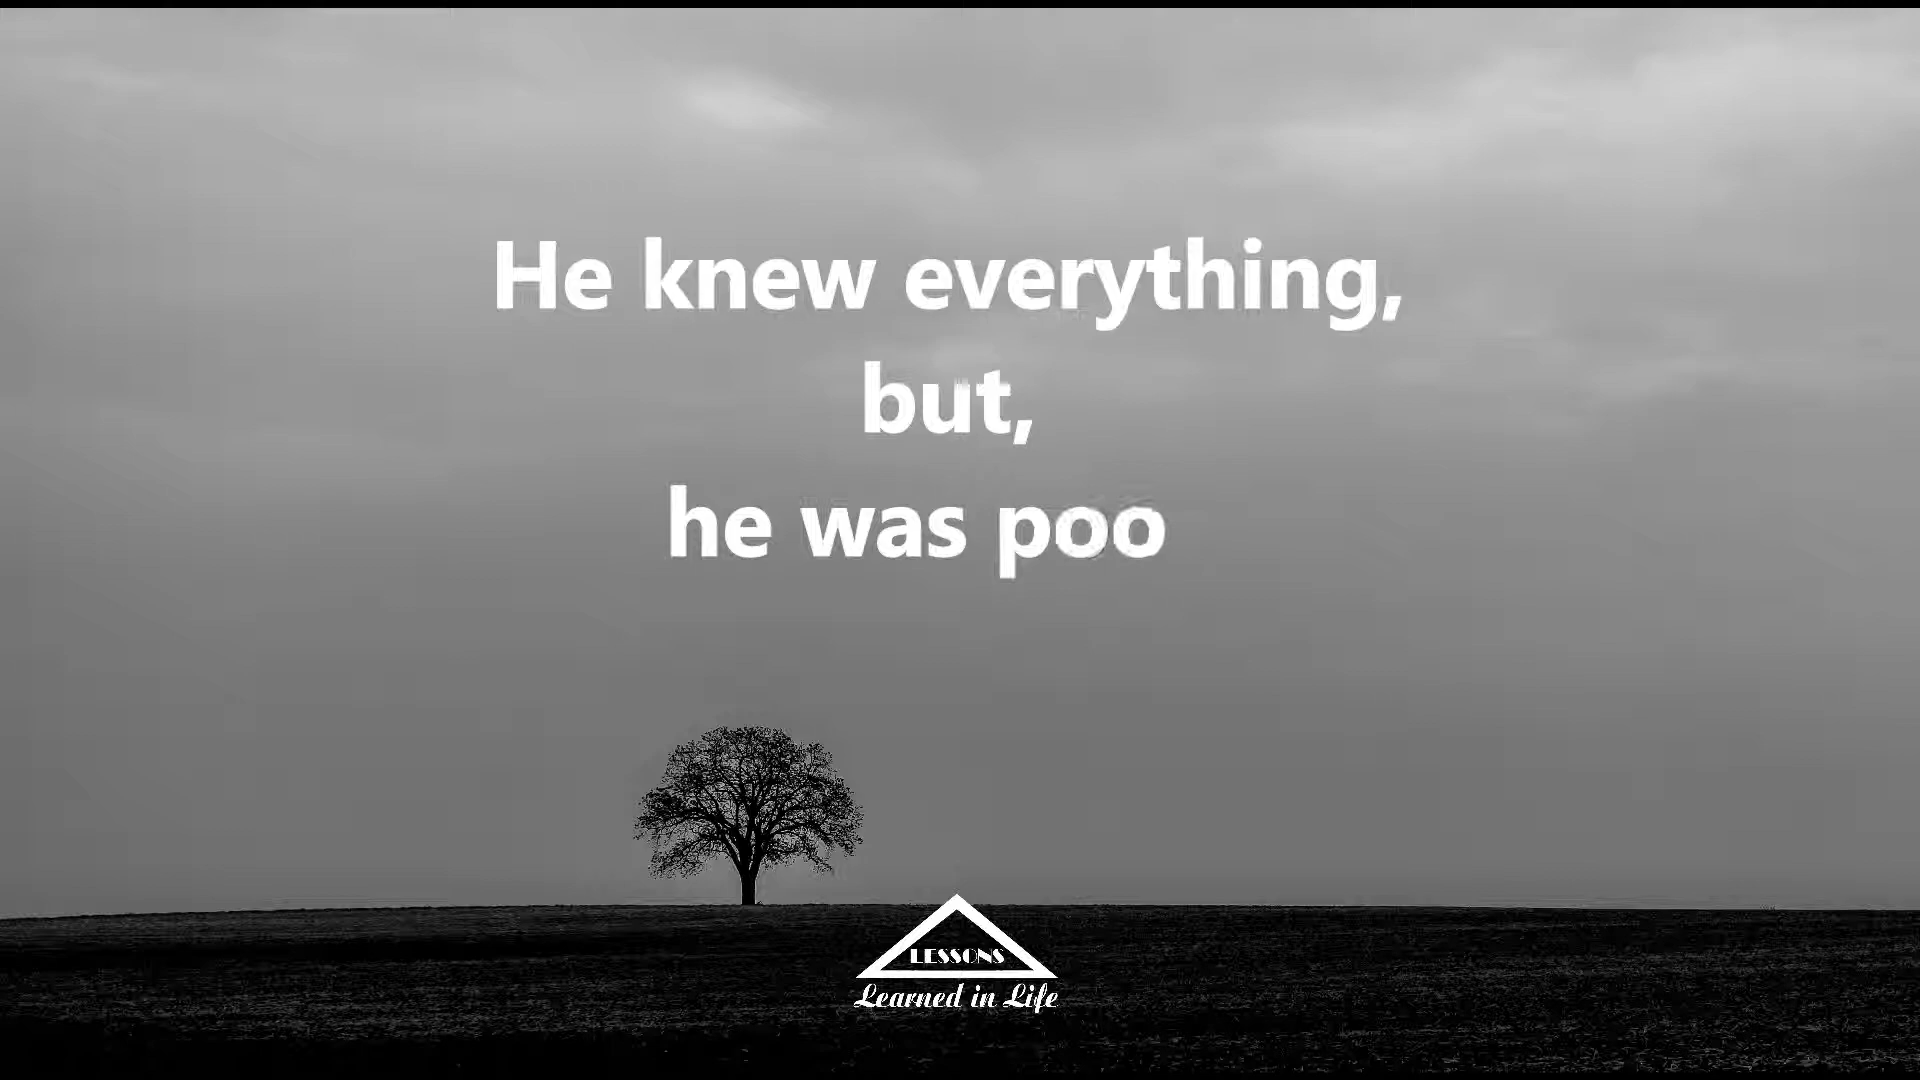 He knew everything,
but,
he was poo
LESSONS
Learned in Life